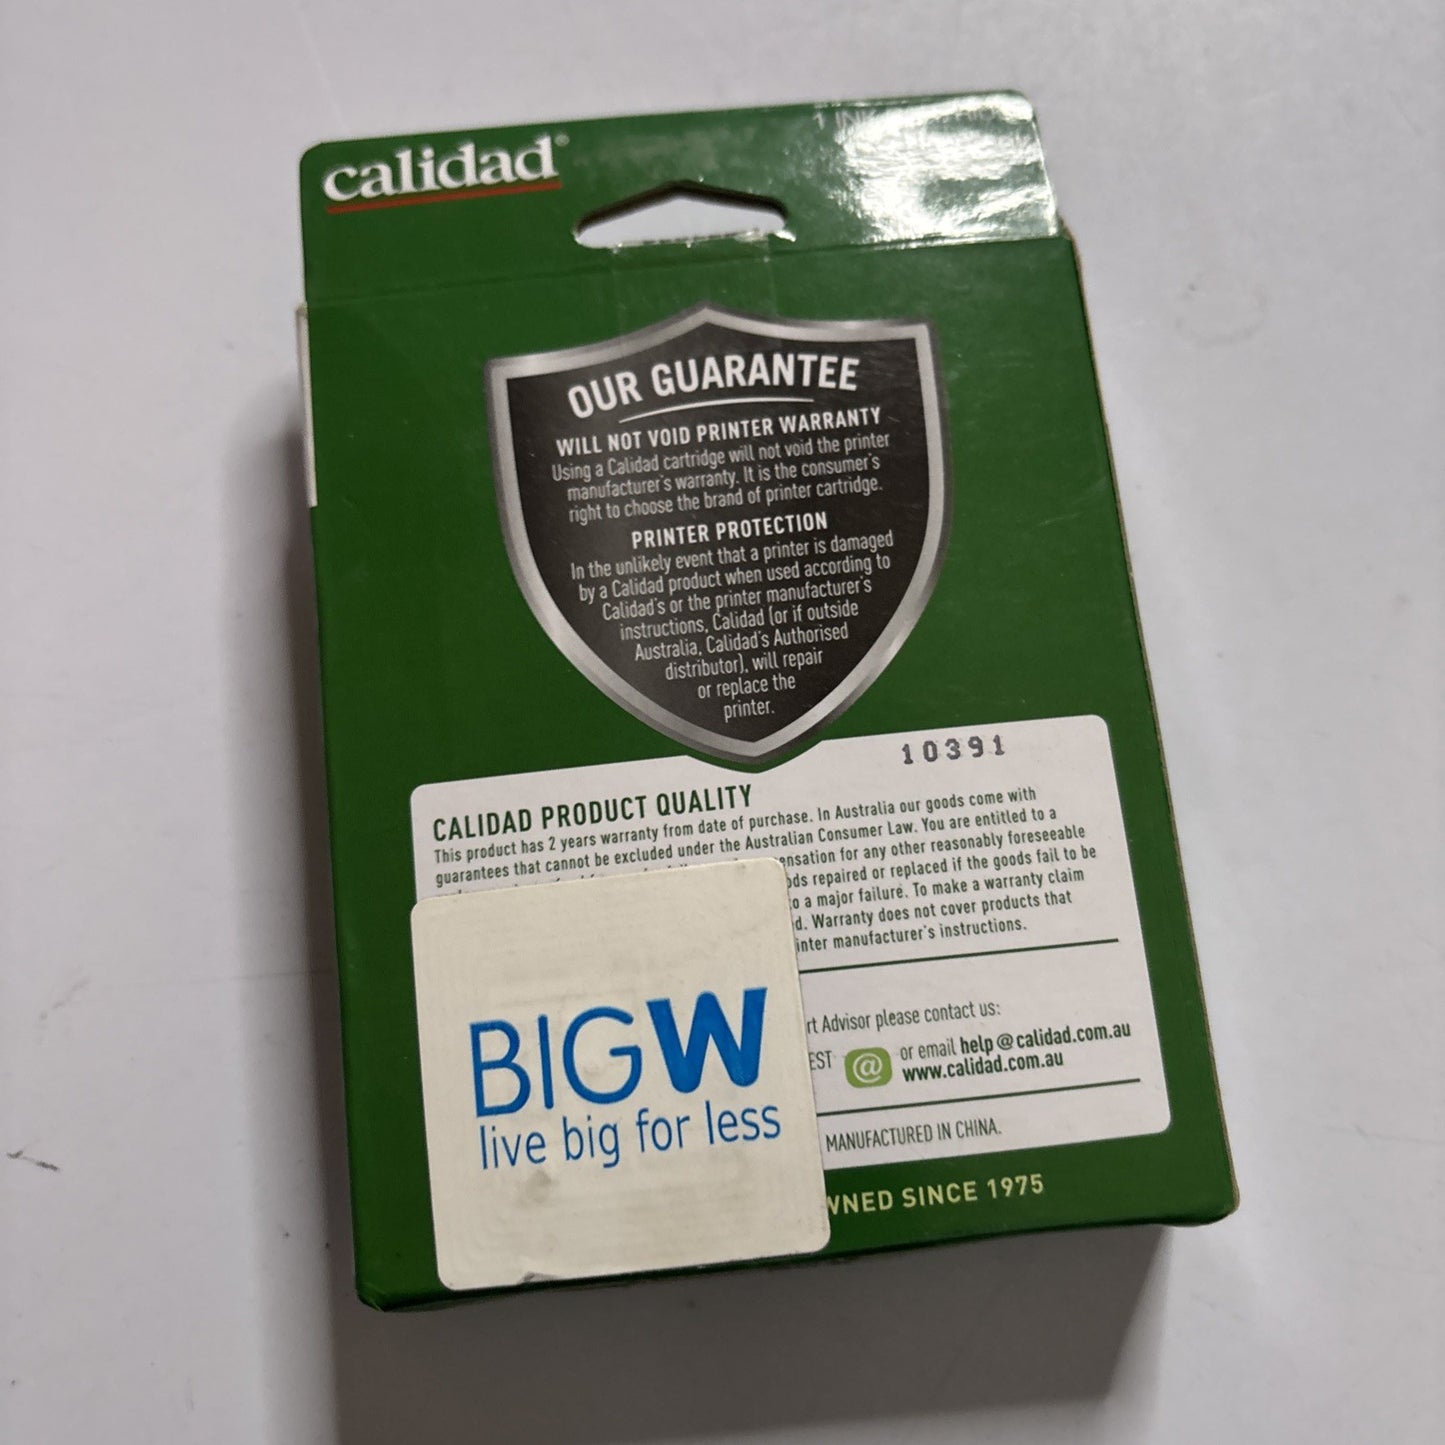 calidad®
1 INK
OUR GUARANTEE
WILL NOT VOID PRINTER WARRANTY
Using a Calidad cartridge will not void the printer
manufacturer's warranty. It is the consumer's
right to choose the brand of printer cartridge.
PRINTER PROTECTION
In the unlikely event that a printer is damaged
by a Calidad product when used according to
Calidad's or the printer manufacturer's
instructions, Calidad (or if outside
Australia, Calidad's Authorised
distributor), will repair
or replace the
printer.
10391
CALIDAD PRODUCT QUALITY
This product has 2 years warranty from date of purchase. In Australia our goods come with
guarantees that cannot be excluded under the Australian Consumer Law. You are entitled to a
ensation for any other reasonably foreseeable
ods repaired or replaced if the goods fail to be
o a major failure. To make a warranty claim
d. Warranty does not cover products that
inter manufacturer's instructions.
rt Advisor please contact us:
EST @ or email help@calidad.com.au
www.calidad.com.au
MANUFACTURED IN CHINA.
WNED SINCE 1975
BIGW
live big for less